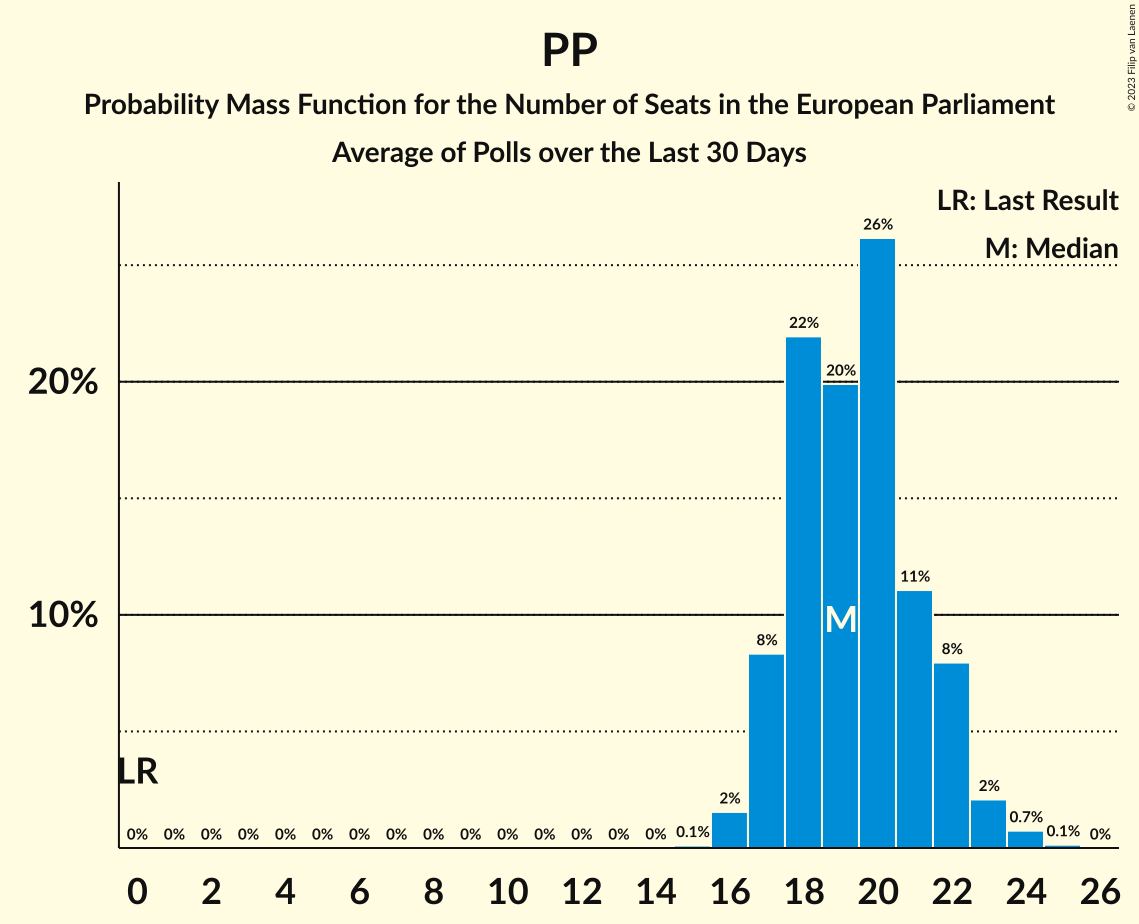 PP
Probability Mass Function for the Number of Seats in the European Parliament
Average of Polls over the Last 30 Days
© 2023 Filip van Laenen
LR: Last Result
M: Median
20%
10%
LR
M
0% 0% 0% 0% 0% 0% 0% 0% 0% 0% 0% 0% 0% 0% 0% 0.1% 2% 8% 22% 20% 26% 11% 8% 2% 0.7% 0.1% 0%
0 2 4 6 8 10 12 14 16 18 20 22 24 26